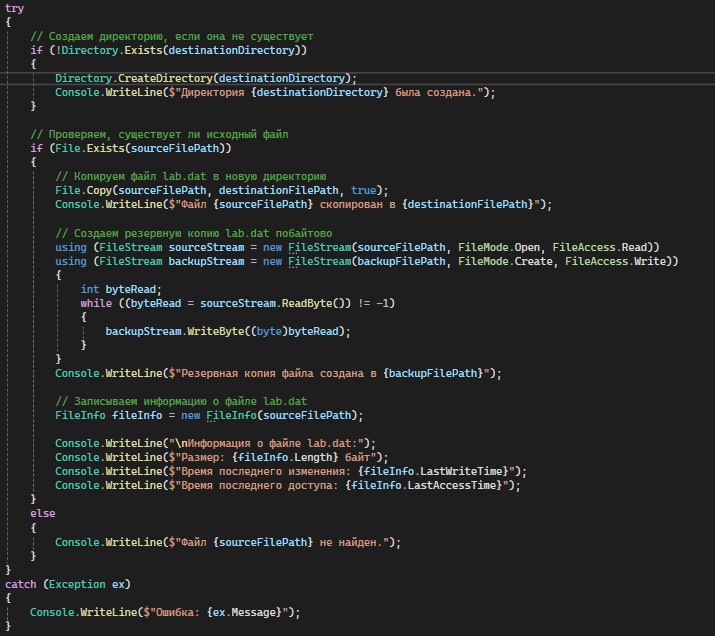 try
{
    // Создаем директорию, если она не существует
    if (!Directory.Exists(destinationDirectory))
    {
        Directory.CreateDirectory(destinationDirectory);
        Console.WriteLine($"Директория {destinationDirectory} была создана.");
    }

    // Проверяем, существует ли исходный файл
    if (File.Exists(sourceFilePath))
    {
        // Копируем файл lab.dat в новую директорию
        File.Copy(sourceFilePath, destinationFilePath, true);
        Console.WriteLine($"Файл {sourceFilePath} скопирован в {destinationFilePath}");

        // Создаем резервную копию lab.dat побайтово
        using (FileStream sourceStream = new FileStream(sourceFilePath, FileMode.Open, FileAccess.Read))
        using (FileStream backupStream = new FileStream(backupFilePath, FileMode.Create, FileAccess.Write))
        {
            int byteRead;
            while ((byteRead = sourceStream.ReadByte()) != -1)
            {
                backupStream.WriteByte((byte)byteRead);
            }
        }
        Console.WriteLine($"Резервная копия файла создана в {backupFilePath}");

        // Записываем информацию о файле lab.dat
        FileInfo fileInfo = new FileInfo(sourceFilePath);

        Console.WriteLine("\nИнформация о файле lab.dat:");
        Console.WriteLine($"Размер: {fileInfo.Length} байт");
        Console.WriteLine($"Время последнего изменения: {fileInfo.LastWriteTime}");
        Console.WriteLine($"Время последнего доступа: {fileInfo.LastAccessTime}");
    }
    else
    {
        Console.WriteLine($"Файл {sourceFilePath} не найден.");
    }
}
catch (Exception ex)
{
    Console.WriteLine($"Ошибка: {ex.Message}");
}